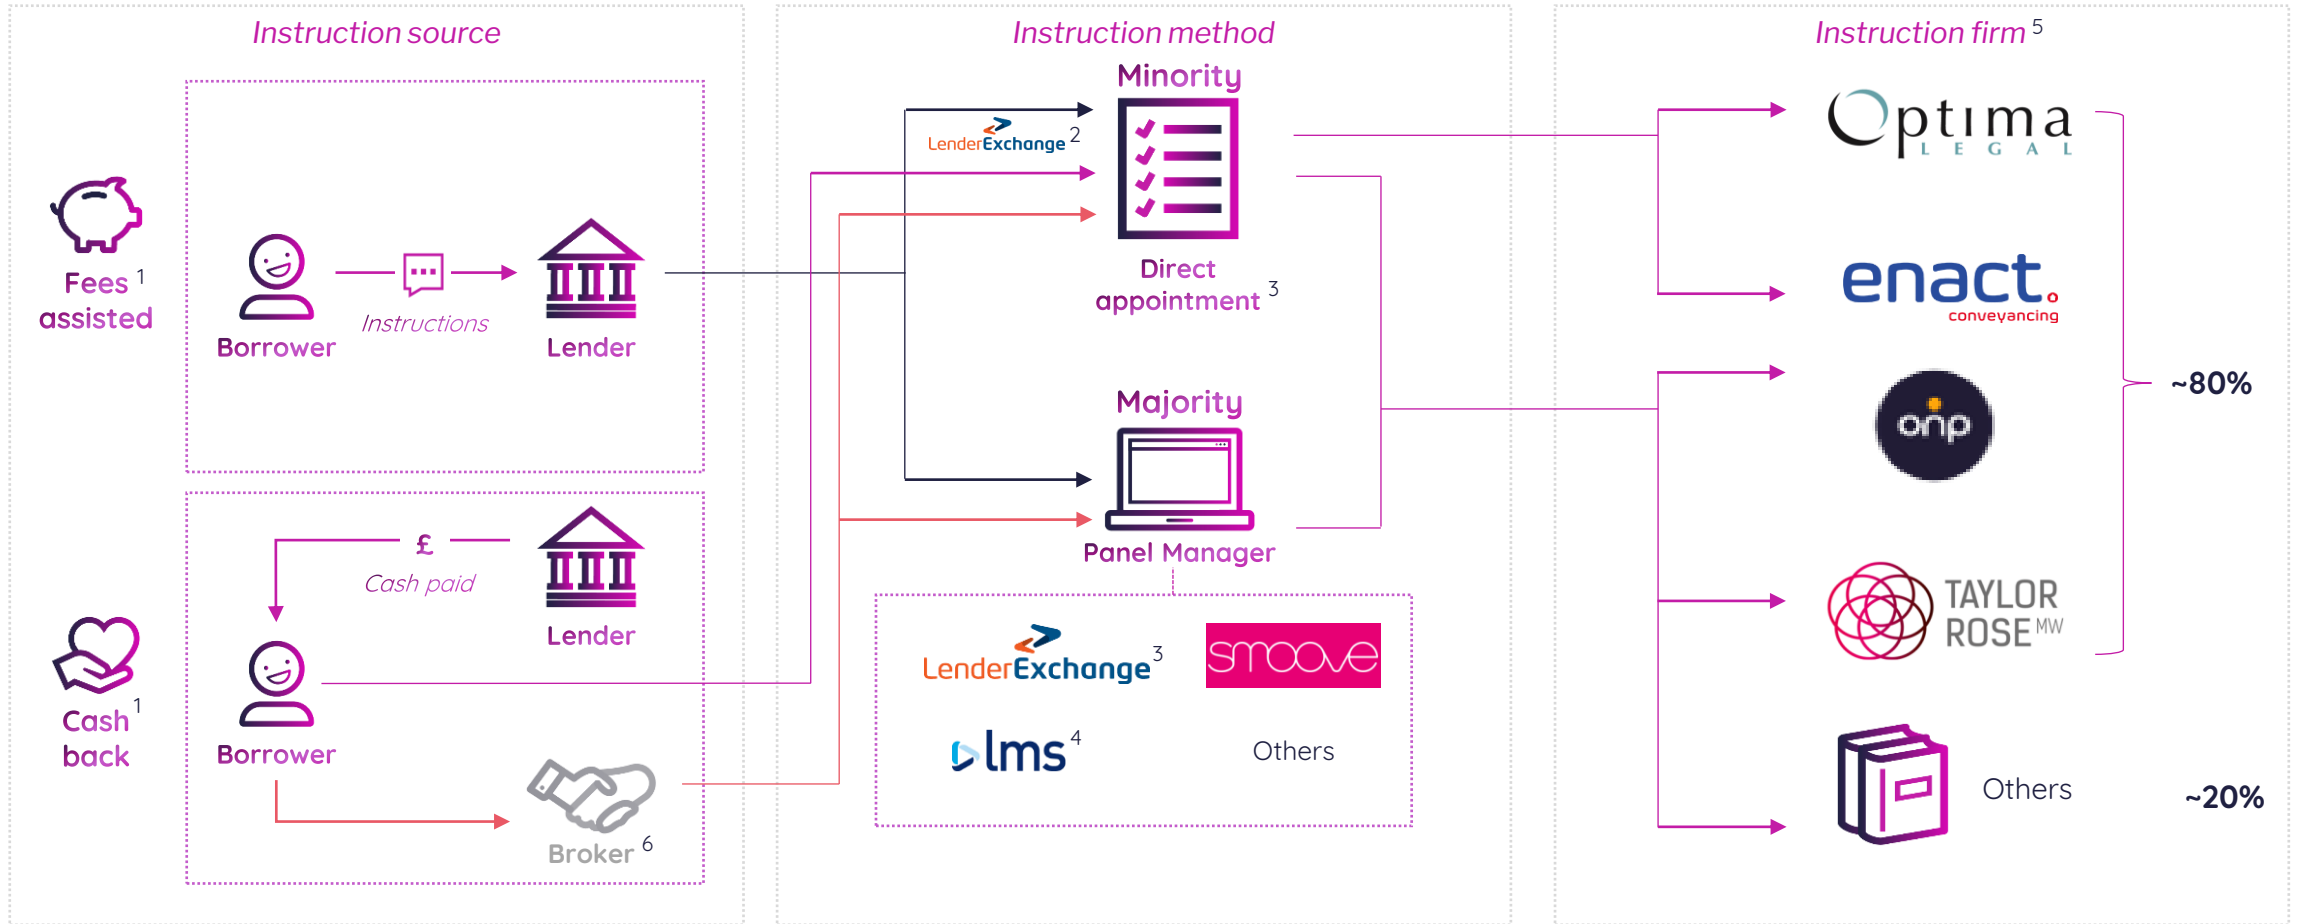 Instruction source
Fees 1
assisted
Borrower
Instructions
Lender
£
Cash paid
Lender
Cash 1
back
Borrower
Broker 6
Instruction method
Minority
LenderExchange 2
Direct
appointment 3
Majority
Panel Manager
LenderExchange 3
smoove
lms 4
Others
Instruction firm 5
Optima
LEGAL
enact.
conveyancing
onp
~80%
TAYLOR
ROSE MW
Others
~20%